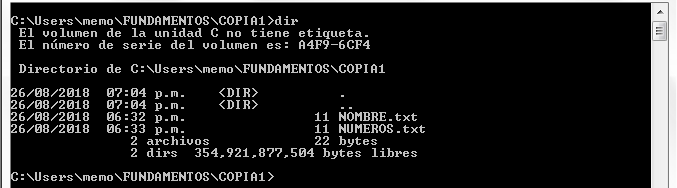 C:\Users\memo\FUNDAMENTOS\COPIA1>dir
El volumen de la unidad C no tiene etiqueta.
El número de serie del volumen es: A4F9-6CF4
Directorio de C:\Users\memo\FUNDAMENTOS\COPIA1
26/08/2018  07:04 p.m.    <DIR>          .
26/08/2018  07:04 p.m.    <DIR>          ..
26/08/2018  06:32 p.m.                11 NOMBRE.txt
26/08/2018  06:33 p.m.                11 NUMEROS.txt
2 archivos             22 bytes
2 dirs  354,921,877,504 bytes libres
C:\Users\memo\FUNDAMENTOS\COPIA1>